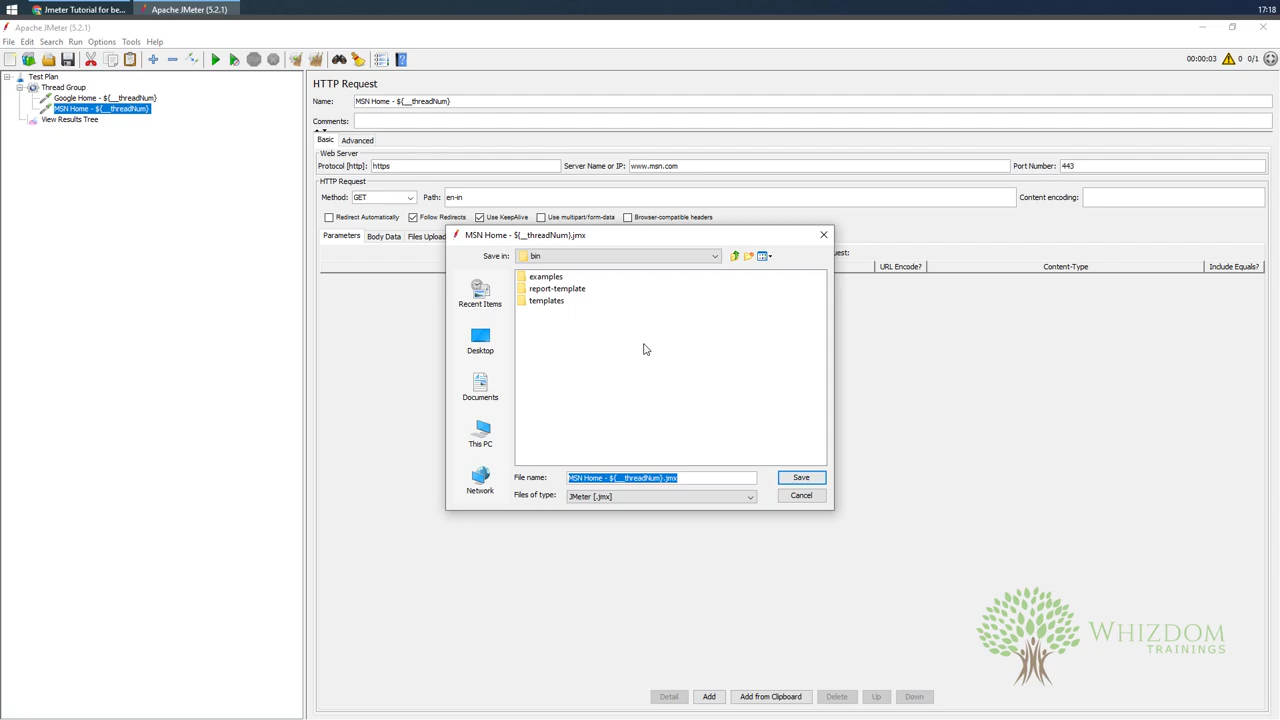 Jmeter Tutorial for be...
Apache JMeter (5.2.1)
17:18
Apache JMeter (5.2.1)
File Edit Search Run Options Tools Help
00:00:03 0 0/1
Test Plan
Thread Group
Google Home - ${__threadNum}
MSN Home - ${__threadNum}
View Results Tree
HTTP Request
Name: MSN Home - ${__threadNum}
Comments:
Basic Advanced
Web Server
Protocol [http]: https Server Name or IP: www.msn.com Port Number: 443
HTTP Request
Method: GET Path: en-in Content encoding:
Redirect Automatically Follow Redirects Use KeepAlive Use multipart/form-data Browser-compatible headers
Parameters Body Data Files Upload
uest:
URL Encode? Content-Type Include Equals?
MSN Home - ${__threadNum}.jmx
Save in: bin
examples
report-template
templates
Recent Items
Desktop
Documents
This PC
Network
File name: MSN Home - ${__threadNum}.jmx Save
Files of type: JMeter [.jmx] Cancel
WHIZDOM
TRAININGS
Detail Add Add from Clipboard Delete Up Down